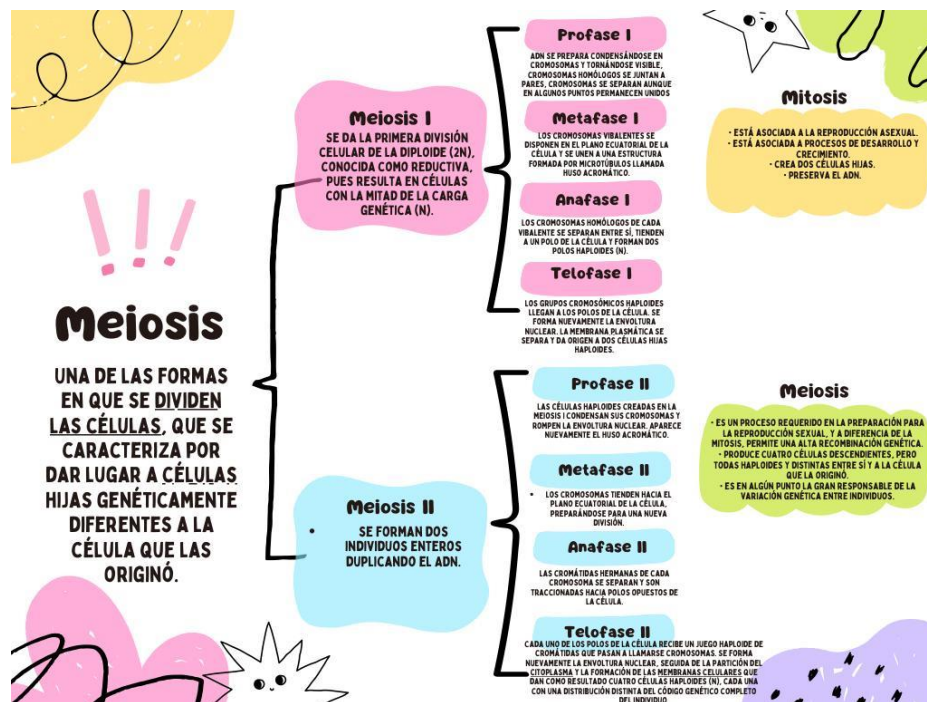 Meiosis
UNA DE LAS FORMAS
EN QUE SE DIVIDEN
LAS CÉLULAS, QUE SE
CARACTERIZA POR
DAR LUGAR A CÉLULAS
HIJAS GENÉTICAMENTE
DIFERENTES A LA
CÉLULA QUE LAS
ORIGINÓ.
Meiosis I
SE DA LA PRIMERA DIVISIÓN
CELULAR DE LA DIPLOIDE (2N),
CONOCIDA COMO REDUCTIVA,
PUES RESULTA EN CÉLULAS
CON LA MITAD DE LA CARGA
GENÉTICA (N).
Profase I
ADN SE PREPARA CONDENSÁNDOSE EN
CROMOSOMAS Y TORNÁNDOSE VISIBLE,
CROMOSOMAS HOMÓLOGOS SE JUNTAN A
PARES, CROMOSOMAS SE SEPARAN AUNQUE
EN ALGUNOS PUNTOS PERMANECEN UNIDOS
Metafase I
LOS CROMOSOMAS VIBALENTES SE
DISPONEN EN EL PLANO ECUATORIAL DE LA
CÉLULA Y SE UNEN A UNA ESTRUCTURA
FORMADA POR MICROTÚBULOS LLAMADA
HUSO ACROMÁTICO.
Anafase I
LOS CROMOSOMAS HOMÓLOGOS DE CADA
VIBALENTE SE SEPARAN ENTRE SÍ, TIENDEN
A UN POLO DE LA CÉLULA Y FORMAN DOS
POLOS HAPLOIDES (N).
Telofase I
LOS GRUPOS CROMOSÓMICOS HAPLOIDES
LLEGAN A LOS POLOS DE LA CÉLULA. SE
FORMA NUEVAMENTE LA ENVOLTURA
NUCLEAR. LA MEMBRANA PLASMÁTICA SE
SEPARA Y DA ORIGEN A DOS CÉLULAS HIJAS
HAPLOIDES.
Meiosis II
• SE FORMAN DOS
INDIVIDUOS ENTEROS
DUPLICANDO EL ADN.
Profase II
LAS CÉLULAS HAPLOIDES CREADAS EN LA
MEIOSIS I CONDENSAN SUS CROMOSOMAS Y
ROMPEN LA ENVOLTURA NUCLEAR. APARECE
NUEVAMENTE EL HUSO ACROMÁTICO.
Metafase II
• LOS CROMOSOMAS TIENDEN HACIA EL
PLANO ECUATORIAL DE LA CÉLULA,
PREPARÁNDOSE PARA UNA NUEVA
DIVISIÓN.
Anafase II
LAS CROMÁTIDAS HERMANAS DE CADA
CROMOSOMA SE SEPARAN Y SON
TRACCIONADAS HACIA POLOS OPUESTOS DE
LA CÉLULA.
Telofase II
CADA UNO DE LOS POLOS DE LA CÉLULA RECIBE UN JUEGO HAPLOIDE DE
CROMÁTIDAS QUE PASAN A LLAMARSE CROMOSOMAS. SE FORMA
NUEVAMENTE LA ENVOLTURA NUCLEAR, SEGUIDA DE LA PARTICIÓN DEL
CITOPLASMA Y LA FORMACIÓN DE LAS MEMBRANAS CELULARES QUE
DAN COMO RESULTADO CUATRO CÉLULAS HAPLOIDES (N), CADA UNA
CON UNA DISTRIBUCIÓN DISTINTA DEL CÓDIGO GENÉTICO COMPLETO
DEL INDIVIDUO
Mitosis
• ESTÁ ASOCIADA A LA REPRODUCCIÓN ASEXUAL.
• ESTÁ ASOCIADA A PROCESOS DE DESARROLLO Y
CRECIMIENTO.
• CREA DOS CÉLULAS HIJAS.
• PRESERVA EL ADN.
Meiosis
• ES UN PROCESO REQUERIDO EN LA PREPARACIÓN PARA
LA REPRODUCCIÓN SEXUAL, Y A DIFERENCIA DE LA
MITOSIS, PERMITE UNA ALTA RECOMBINACIÓN GENÉTICA.
• PRODUCE CUATRO CÉLULAS DESCENDIENTES, PERO
TODAS HAPLOIDES Y DISTINTAS ENTRE SÍ Y A LA CÉLULA
QUE LA ORIGINÓ.
• ES EN ALGÚN PUNTO LA GRAN RESPONSABLE DE LA
VARIACIÓN GENÉTICA ENTRE INDIVIDUOS.